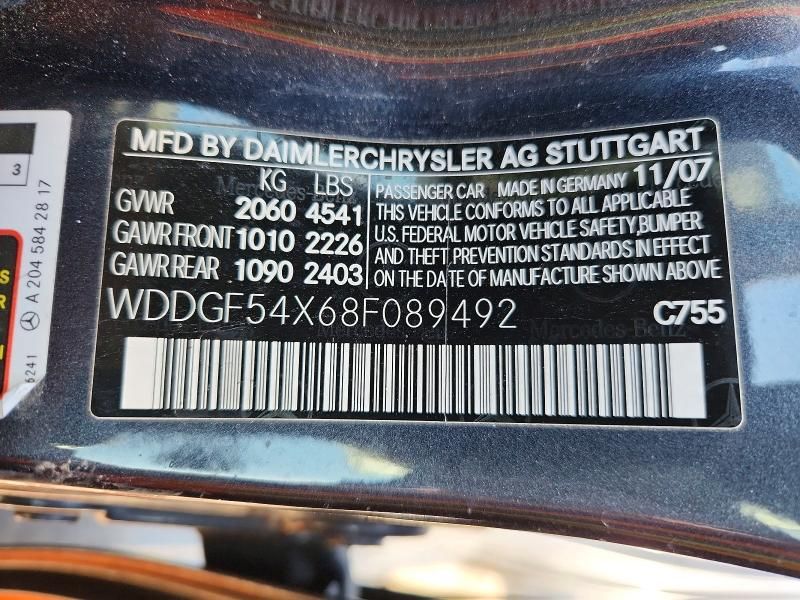 MFD BY DAIMLERCHRYSLER AG STUTTGART
KG LBS
GVWR 2060 4541
GAWR FRONT 1010 2226
GAWR REAR 1090 2403
PASSENGER CAR MADE IN GERMANY 11/07
THIS VEHICLE CONFORMS TO ALL APPLICABLE
U.S. FEDERAL MOTOR VEHICLE SAFETY, BUMPER
AND THEFT PREVENTION STANDARDS IN EFFECT
ON THE DATE OF MANUFACTURE SHOWN ABOVE
WDDGF54X68F089492 C755
Mercedes-Benz
3
A 204 584 28 17